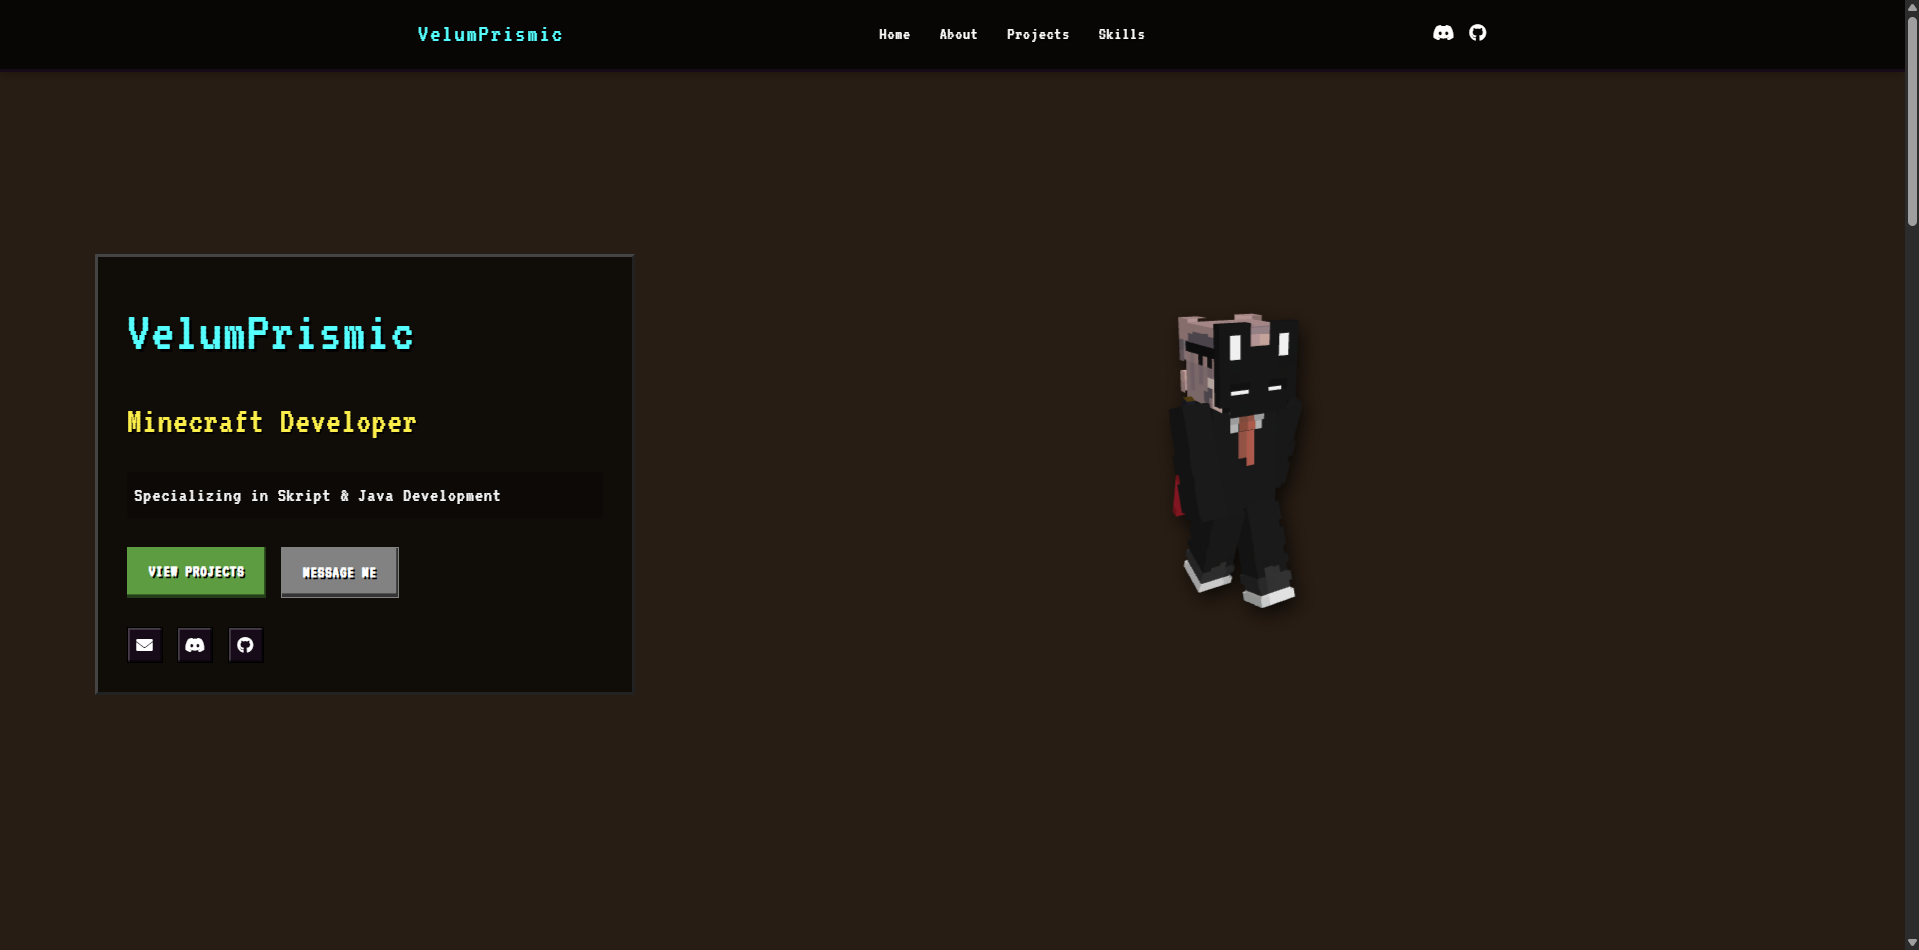 VelumPrismic
Home About Projects Skills
VelumPrismic
Minecraft Developer
Specializing in Skript & Java Development
VIEW PROJECTS
MESSAGE ME